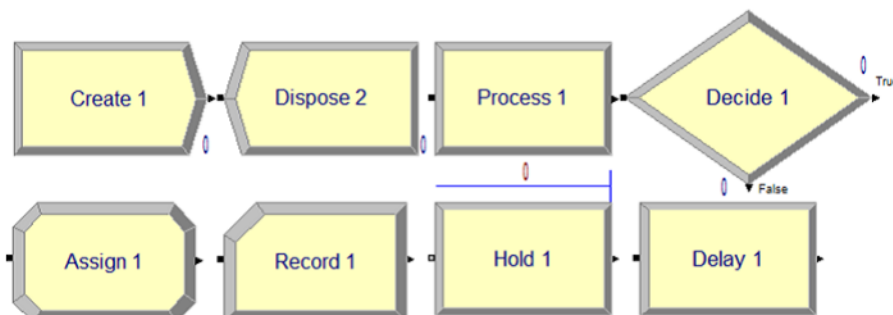 Create 1
Dispose 2
Process 1
Decide 1
0
Tru
0
0
0
0
False
Assign 1
Record 1
Hold 1
Delay 1